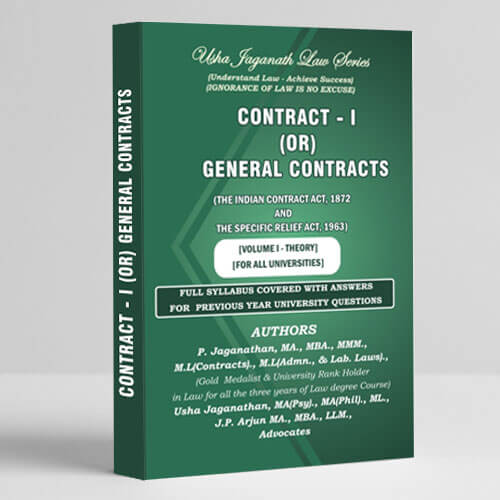 CONTRACT - I (OR) GENERAL CONTRACTS
Usha Jaganath Law Series
(Understand Law - Achieve Success)
(IGNORANCE OF LAW IS NO EXCUSE)
CONTRACT - I
(OR)
GENERAL CONTRACTS
(THE INDIAN CONTRACT ACT, 1872
AND
THE SPECIFIC RELIEF ACT, 1963)
[VOLUME I - THEORY]
[FOR ALL UNIVERSITIES]
FULL SYLLABUS COVERED WITH ANSWERS
FOR PREVIOUS YEAR UNIVERSITY QUESTIONS
AUTHORS
P. Jaganathan, MA., MBA., MMM.,
M.L(Contracts)., M.L(Admn., & Lab. Laws).,
(Gold Medalist & University Rank Holder
in Law for all the three years of Law degree Course)
Usha Jaganathan, MA(Psy)., MA(Phil)., ML.,
J.P. Arjun MA., MBA., LLM.,
Advocates